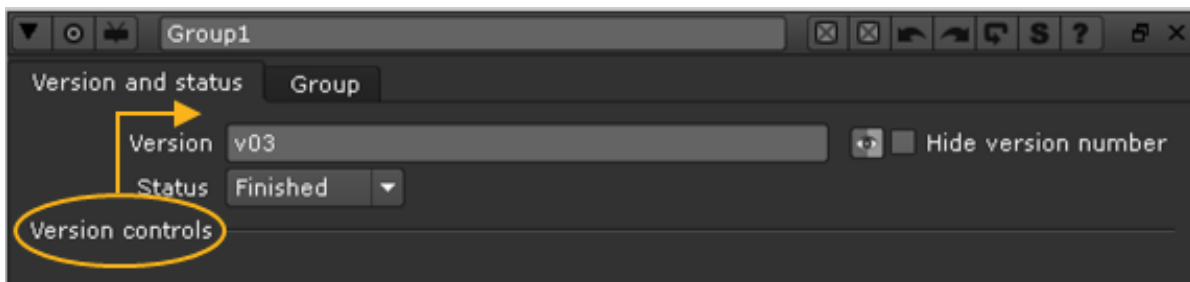 Group1 S ?
Version and status Group
Version v03 Hide version number
Status Finished
Version controls